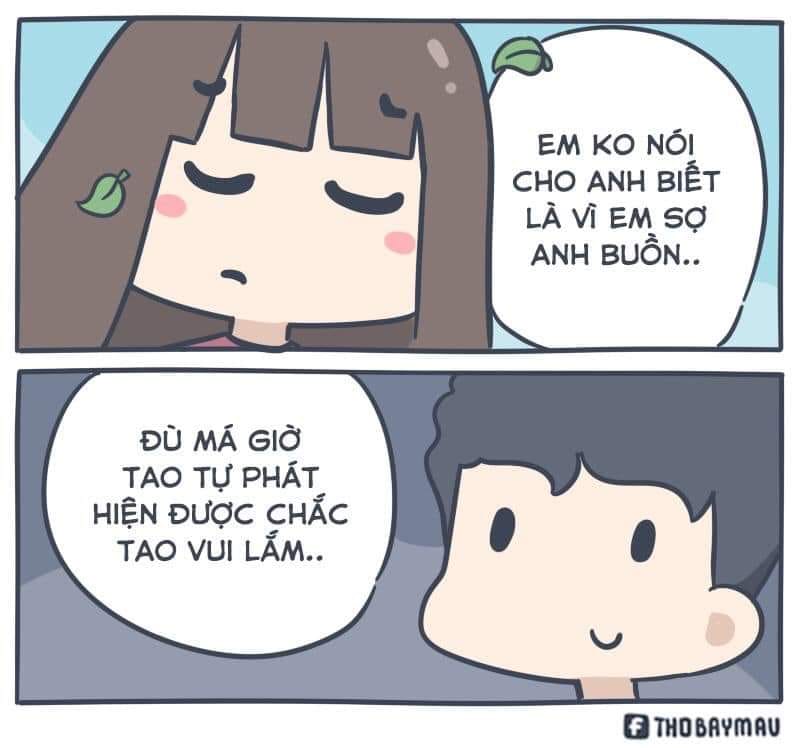 EM KO NÓI
CHO ANH BIẾT
LÀ VÌ EM SỢ
ANH BUỒN..
ĐÙ MÁ GIỜ
TAO TỰ PHÁT
HIỆN ĐƯỢC CHẮC
TAO VUI LẮM..
f THOBAYMAU